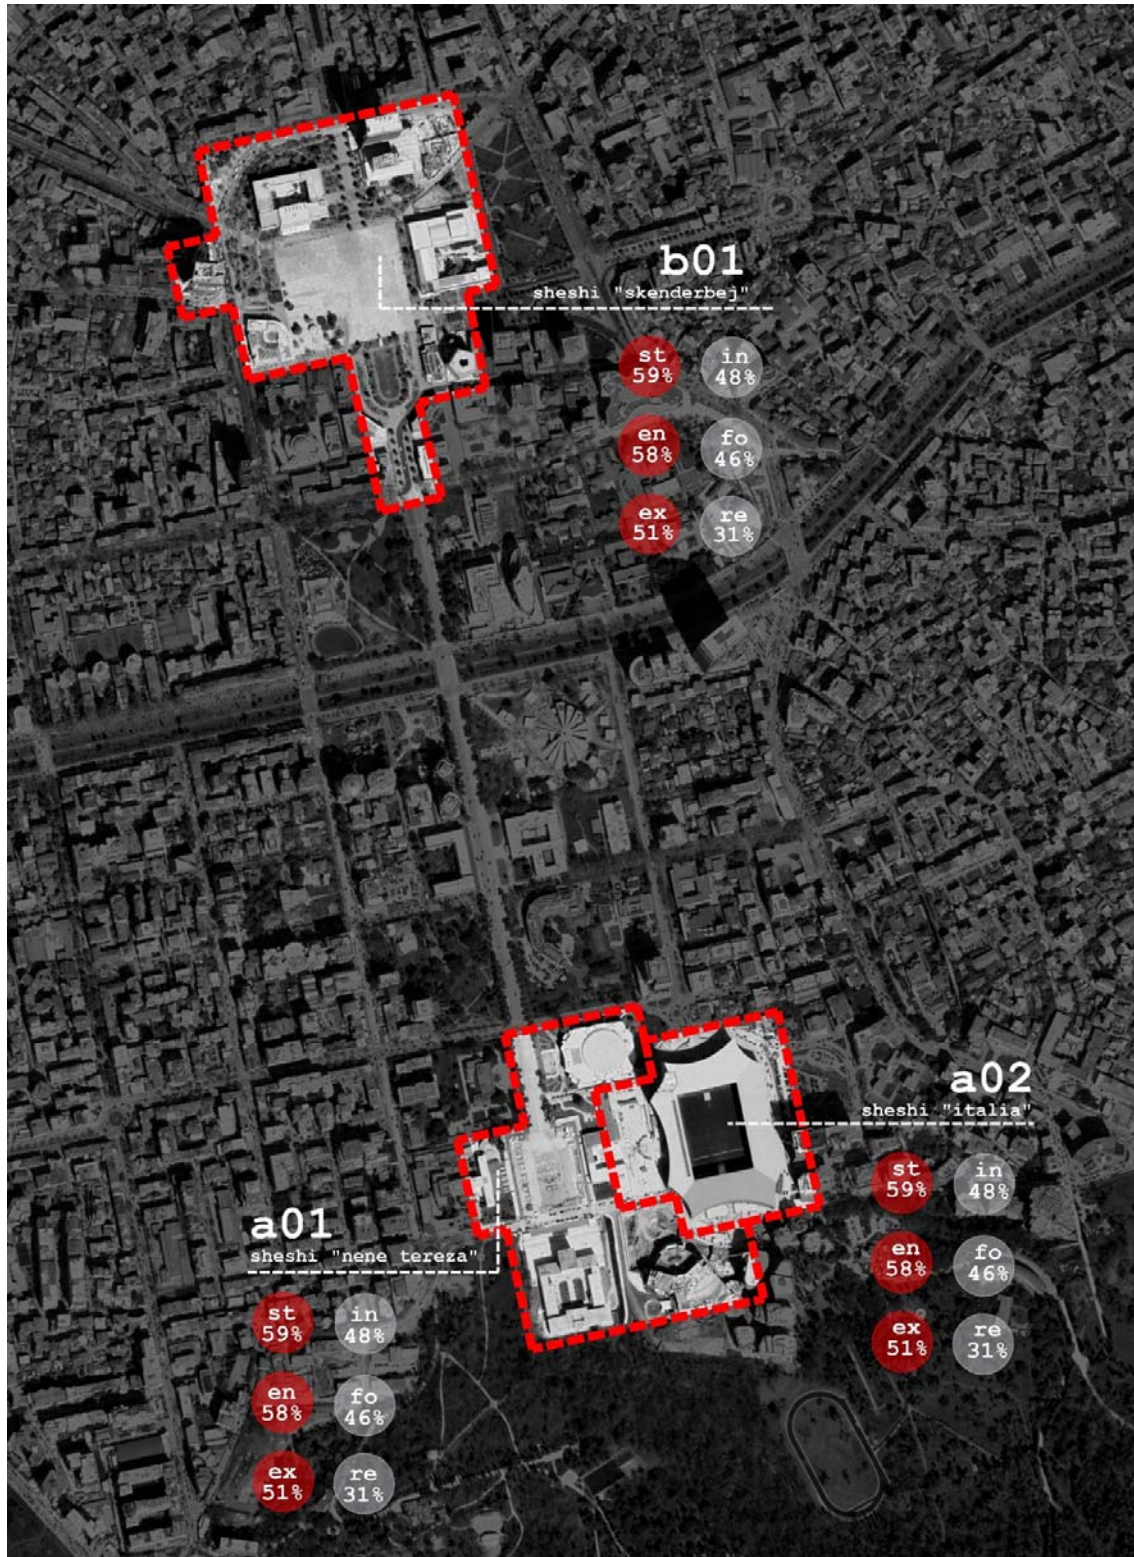 b01
sheshi "skenderbej"
st
59%
in
48%
en
58%
fo
46%
ex
51%
re
31%
a02
sheshi "italia"
st
59%
in
48%
en
58%
fo
46%
ex
51%
re
31%
a01
sheshi "nene tereza"
st
59%
in
48%
en
58%
fo
46%
ex
51%
re
31%